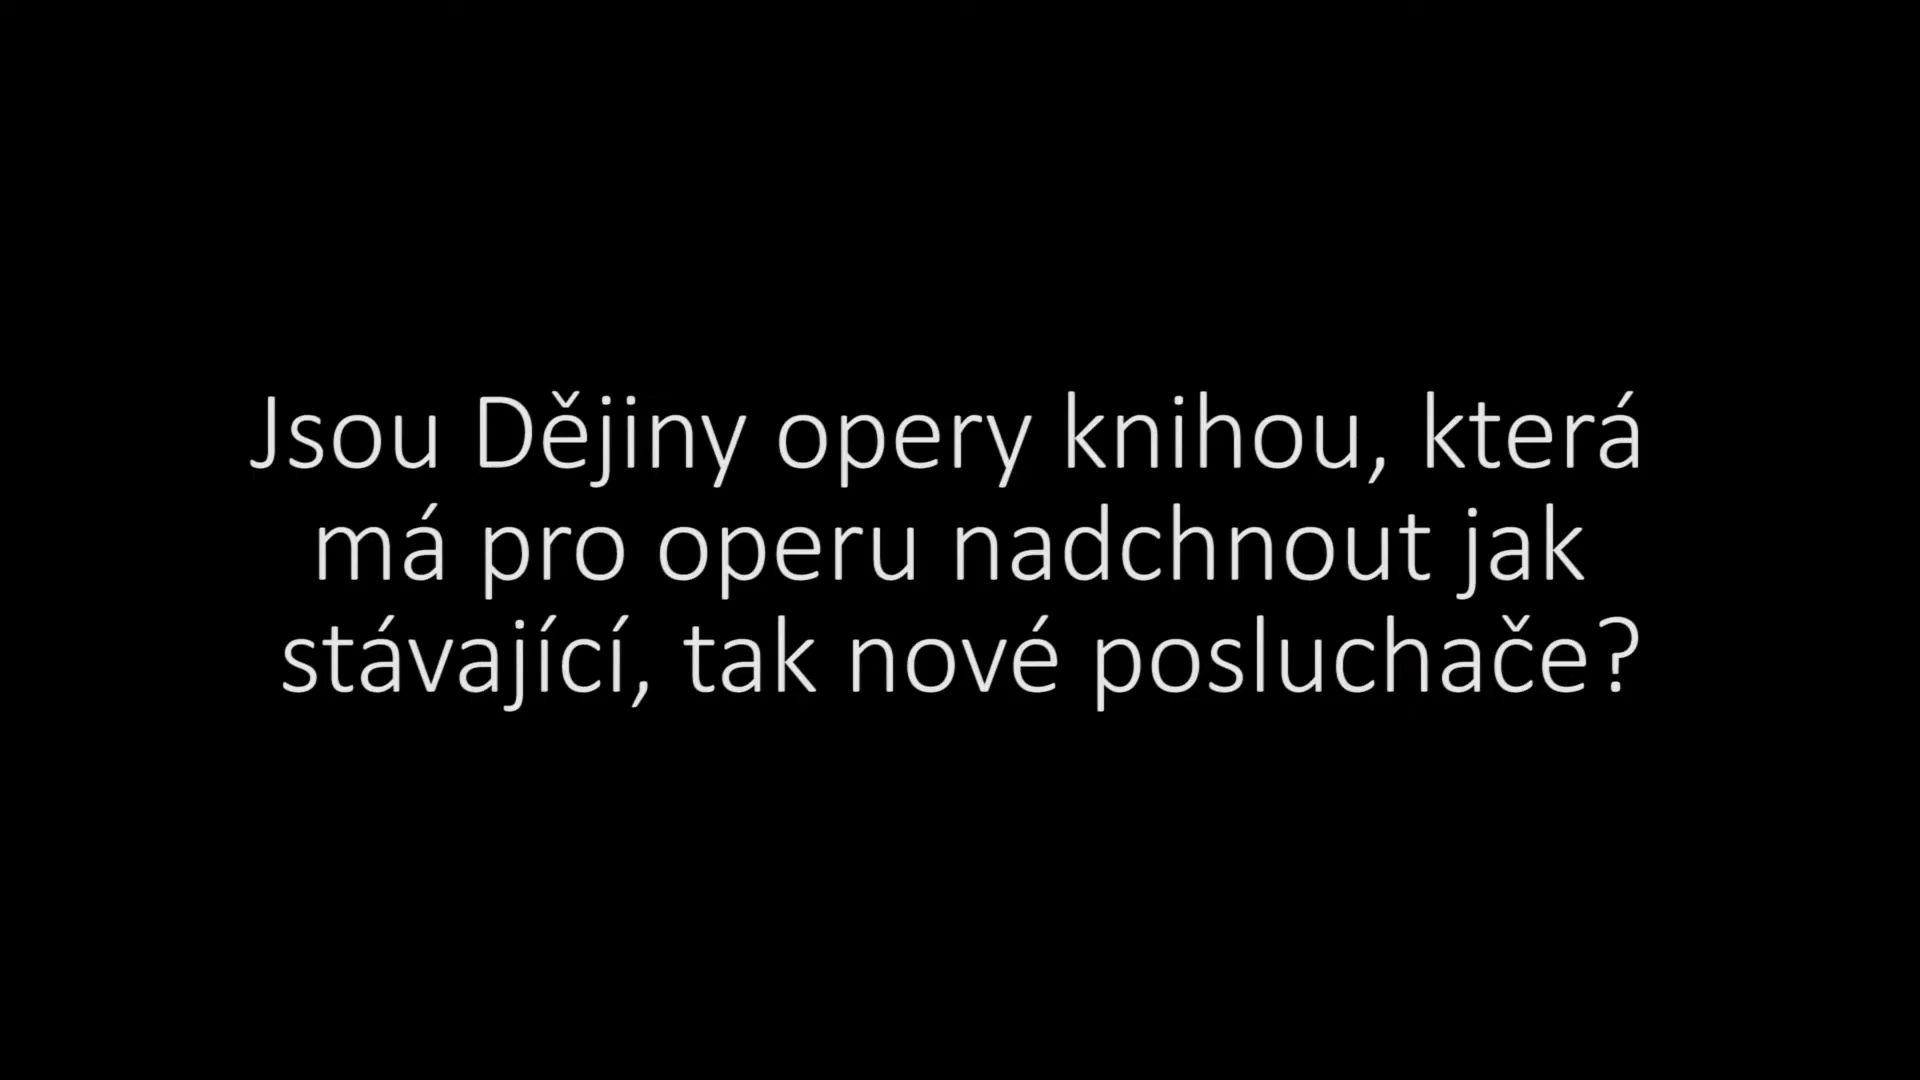 Jsou Dějiny opery knihou, která
má pro operu nadchnout jak
stávající, tak nové posluchače?